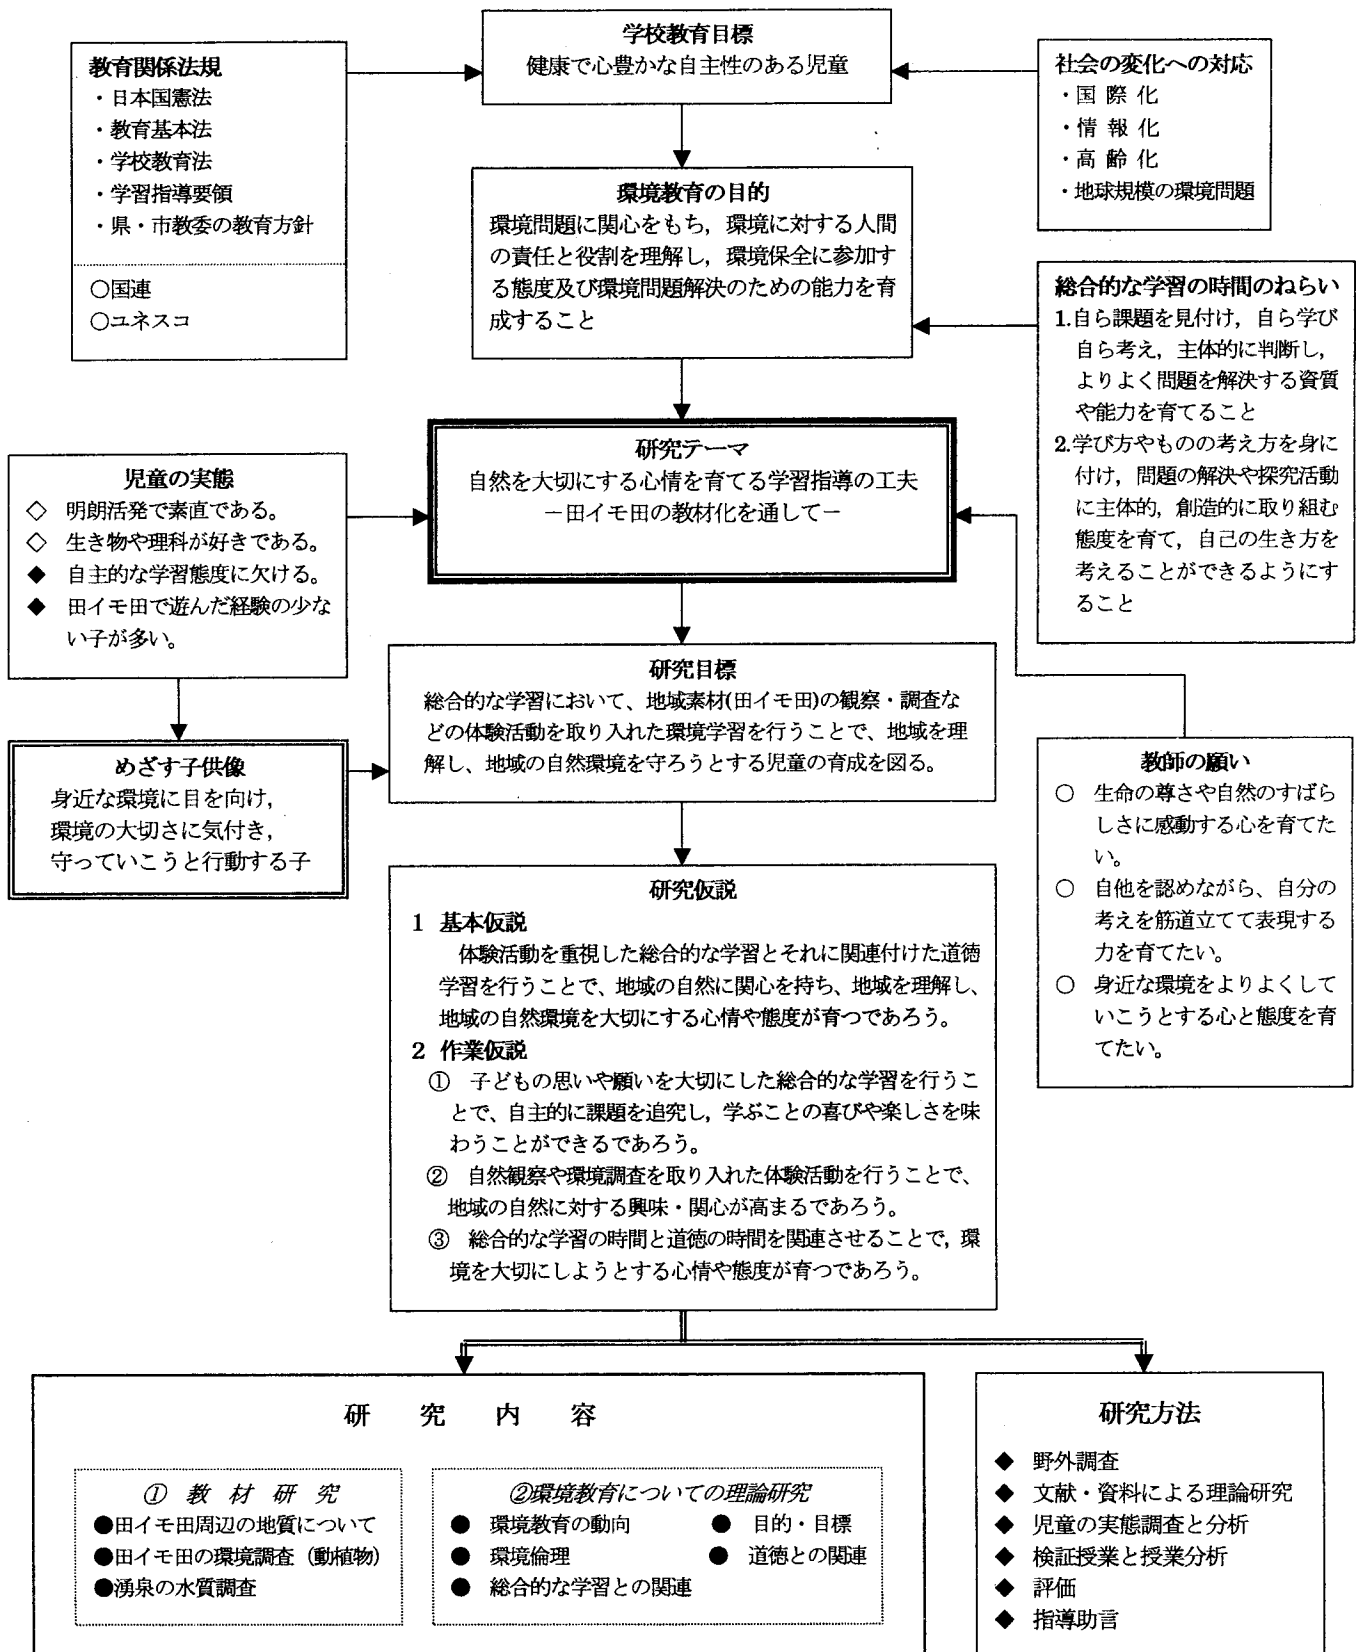 学校教育目標
健康で心豊かな自主性のある児童
教育関係法規
・日本国憲法
・教育基本法
・学校教育法
・学習指導要領
・県・市教委の教育方針
○国連
○ユネスコ
社会の変化への対応
・国 際 化
・情 報 化
・高 齢 化
・地球規模の環境問題
環境教育の目的
環境問題に関心をもち，環境に対する人間
の責任と役割を理解し，環境保全に参加す
る態度及び環境問題解決のための能力を育
成すること
総合的な学習の時間のねらい
1.自ら課題を見付け，自ら学び
自ら考え，主体的に判断し，
よりよく問題を解決する資質
や能力を育てること
2.学び方やものの考え方を身に
付け，問題の解決や探究活動
に主体的，創造的に取り組む
態度を育て，自己の生き方を
考えることができるようにす
ること
研究テーマ
自然を大切にする心情を育てる学習指導の工夫
－田イモ田の教材化を通して－
児童の実態
◇ 明朗活発で素直である。
◇ 生き物や理科が好きである。
◆ 自主的な学習態度に欠ける。
◆ 田イモ田で遊んだ経験の少な
い子が多い。
研究目標
総合的な学習において、地域素材(田イモ田)の観察・調査な
どの体験活動を取り入れた環境学習を行うことで、地域を理
解し、地域の自然環境を守ろうとする児童の育成を図る。
めざす子供像
身近な環境に目を向け，
環境の大切さに気付き，
守っていこうと行動する子
教師の願い
○ 生命の尊さや自然のすばら
しさに感動する心を育てた
い。
○ 自他を認めながら、自分の
考えを筋道立てて表現する
力を育てたい。
○ 身近な環境をよりよくして
いこうとする心と態度を育
てたい。
研究仮説
1 基本仮説
体験活動を重視した総合的な学習とそれに関連付けた道徳
学習を行うことで、地域の自然に関心を持ち、地域を理解し、
地域の自然環境を大切にする心情や態度が育つであろう。
2 作業仮説
① 子どもの思いや願いを大切にした総合的な学習を行うこ
とで、自主的に課題を追究し，学ぶことの喜びや楽しさを味
わうことができるであろう。
② 自然観察や環境調査を取り入れた体験活動を行うことで、
地域の自然に対する興味・関心が高まるであろう。
③ 総合的な学習の時間と道徳の時間を関連させることで，環
境を大切にしようとする心情や態度が育つであろう。
研 究 内 容
① 教 材 研 究
●田イモ田周辺の地質について
●田イモ田の環境調査（動植物）
●湧泉の水質調査
②環境教育についての理論研究
● 環境教育の動向 ● 目的・目標
● 環境倫理 ● 道徳との関連
● 総合的な学習との関連
研究方法
◆ 野外調査
◆ 文献・資料による理論研究
◆ 児童の実態調査と分析
◆ 検証授業と授業分析
◆ 評価
◆ 指導助言